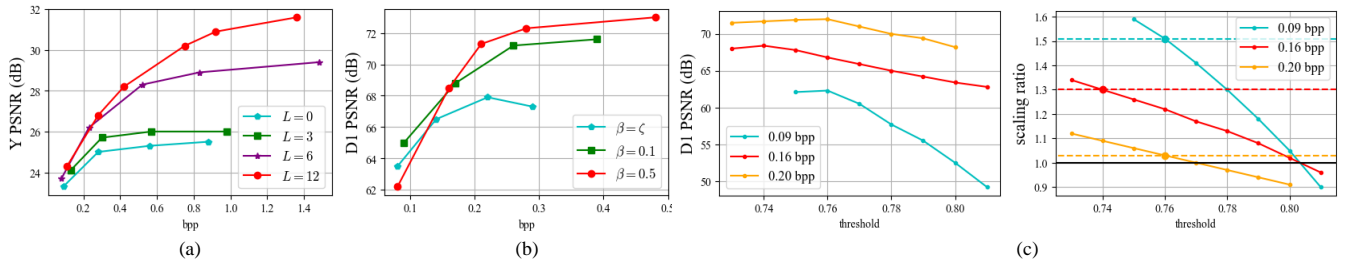 Y PSNR (dB)
32
30
28
26
24
0.2 0.4 0.6 0.8 1.0 1.2 1.4
bpp
L = 0
L = 3
L = 6
L = 12
(a)
D1 PSNR (dB)
72
70
68
66
64
62
0.1 0.2 0.3 0.4 0.5
bpp
β = ζ
β = 0.1
β = 0.5
(b)
D1 PSNR (dB)
70
65
60
55
50
0.74 0.76 0.78 0.80
threshold
0.09 bpp
0.16 bpp
0.20 bpp
scaling ratio
1.6
1.5
1.4
1.3
1.2
1.1
1.0
0.9
0.74 0.76 0.78 0.80
threshold
0.09 bpp
0.16 bpp
0.20 bpp
(c)